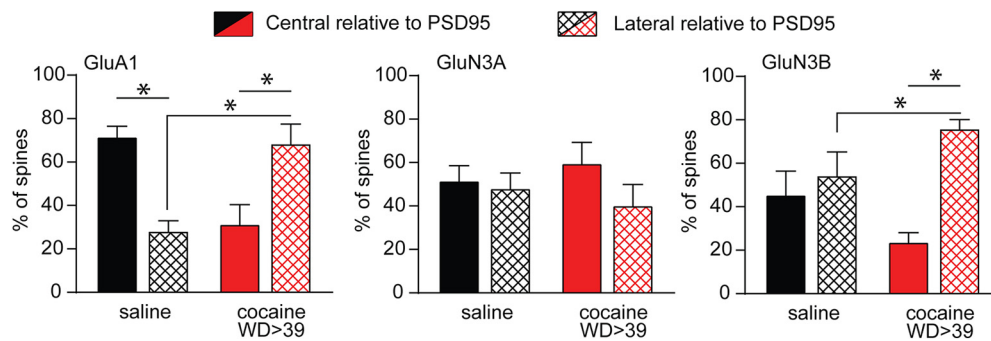 Central relative to PSD95 Lateral relative to PSD95
GluA1
100
80
60
40
20
0
% of spines
* * *
saline cocaine
WD>39
GluN3A
100
80
60
40
20
0
% of spines
saline cocaine
WD>39
GluN3B
100
80
60
40
20
0
% of spines
* *
saline cocaine
WD>39